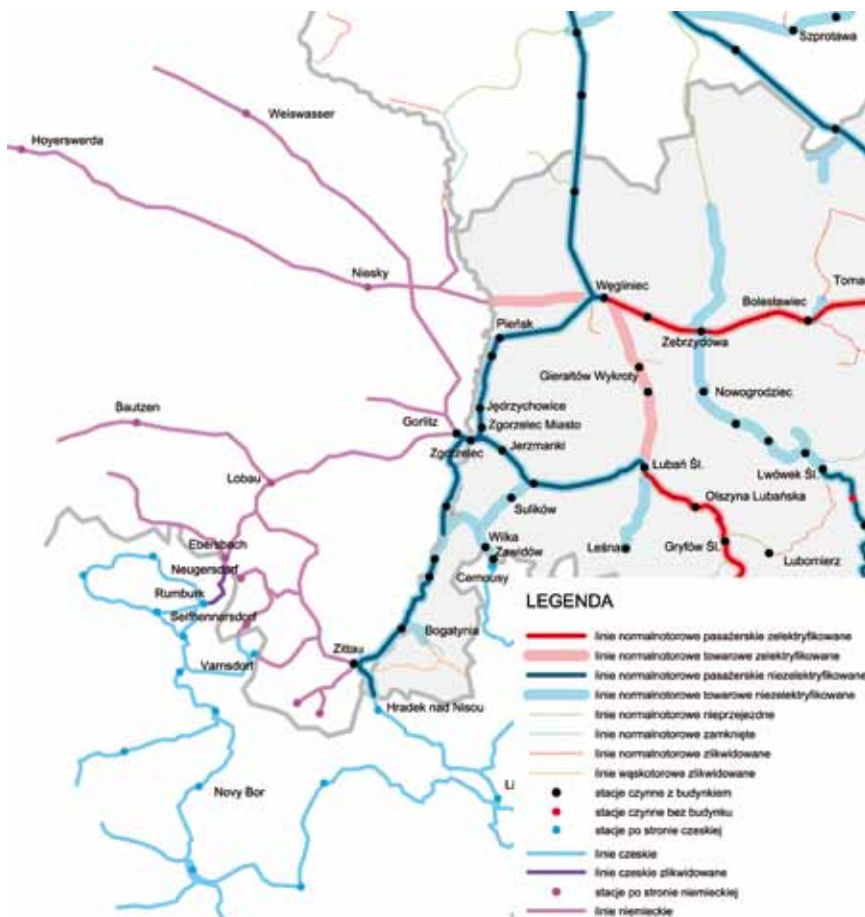 Szprotawa
Weiswasser
Hoyerswerda
Niesky
Węgliniec
Bolesławiec
Toma
Pieńsk
Zebrzydowa
Gierałtów Wykroty
Nowogrodziec
Bautzen
Jędrzychowice
Zgorzelec Miasto
Gorlitz
Zgorzelec
Jerzmanki
Lubań Śl.
Lwówek Śl.
Lobau
Olszyna Lubańska
Sulików
Ebersbach
Wilka
Zawidów
Leśna
Gryfów Śl.
Lubomierz
Neugersdorf
Cernousy
Rumburk
Seifhennersdorf
Bogatynia
Varnsdorf
Zittau
Hradek nad Nisou
Novy Bor
Li
LEGENDA
linie normalnotorowe pasażerskie zelektryfikowane
linie normalnotorowe towarowe zelektryfikowane
linie normalnotorowe pasażerskie niezelektryfikowane
linie normalnotorowe towarowe niezelektryfikowane
linie normalnotorowe nieprzejezdne
linie normalnotorowe zamknięte
linie normalnotorowe zlikwidowane
linie wąskotorowe zlikwidowane
stacje czynne z budynkiem
stacje czynne bez budynku
stacje po stronie czeskiej
linie czeskie
linie czeskie zlikwidowane
stacje po stronie niemieckiej
linie niemieckie